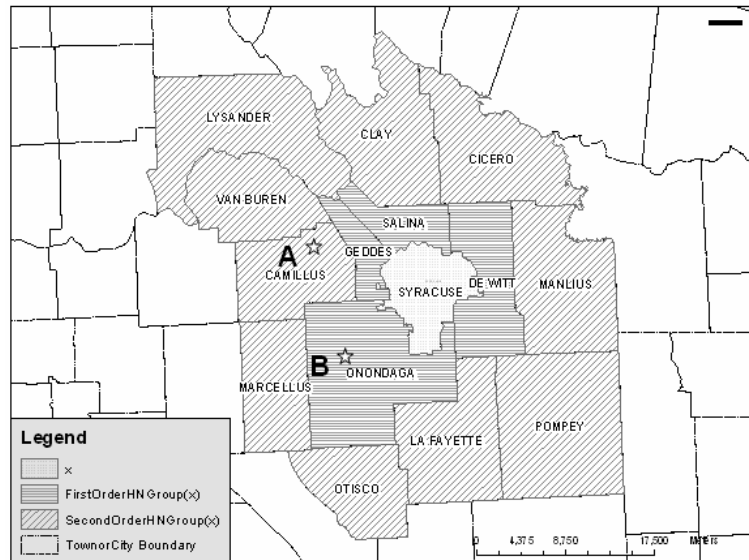 LYSANDER
CLAY
CICERO
VAN BUREN
SALINA
A
GEDDES
CAMILLUS
SYRACUSE
DE WITT
MANLIUS
B
ONONDAGA
MARCELLUS
LA FAYETTE
POMPEY
OTISCO
Legend
x
FirstOrderHNGroup(x)
SecondOrderHNGroup(x)
TownorCity Boundary
0 4,375 8,750 17,500 Meters